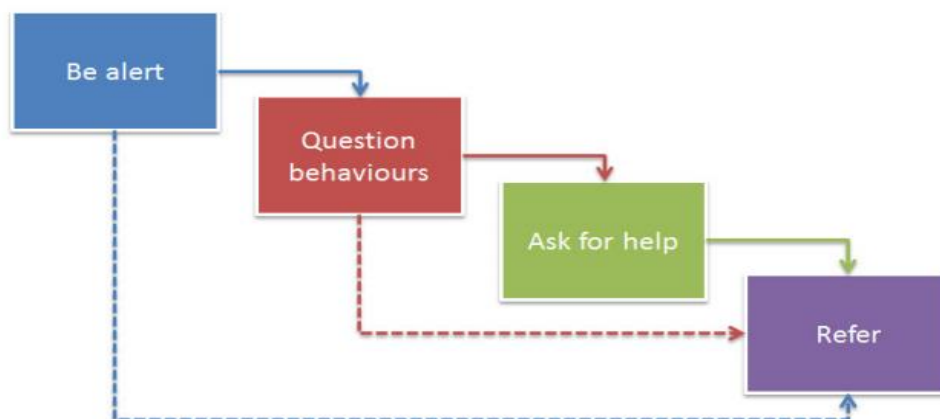 Be alert
Question
behaviours
Ask for help
Refer